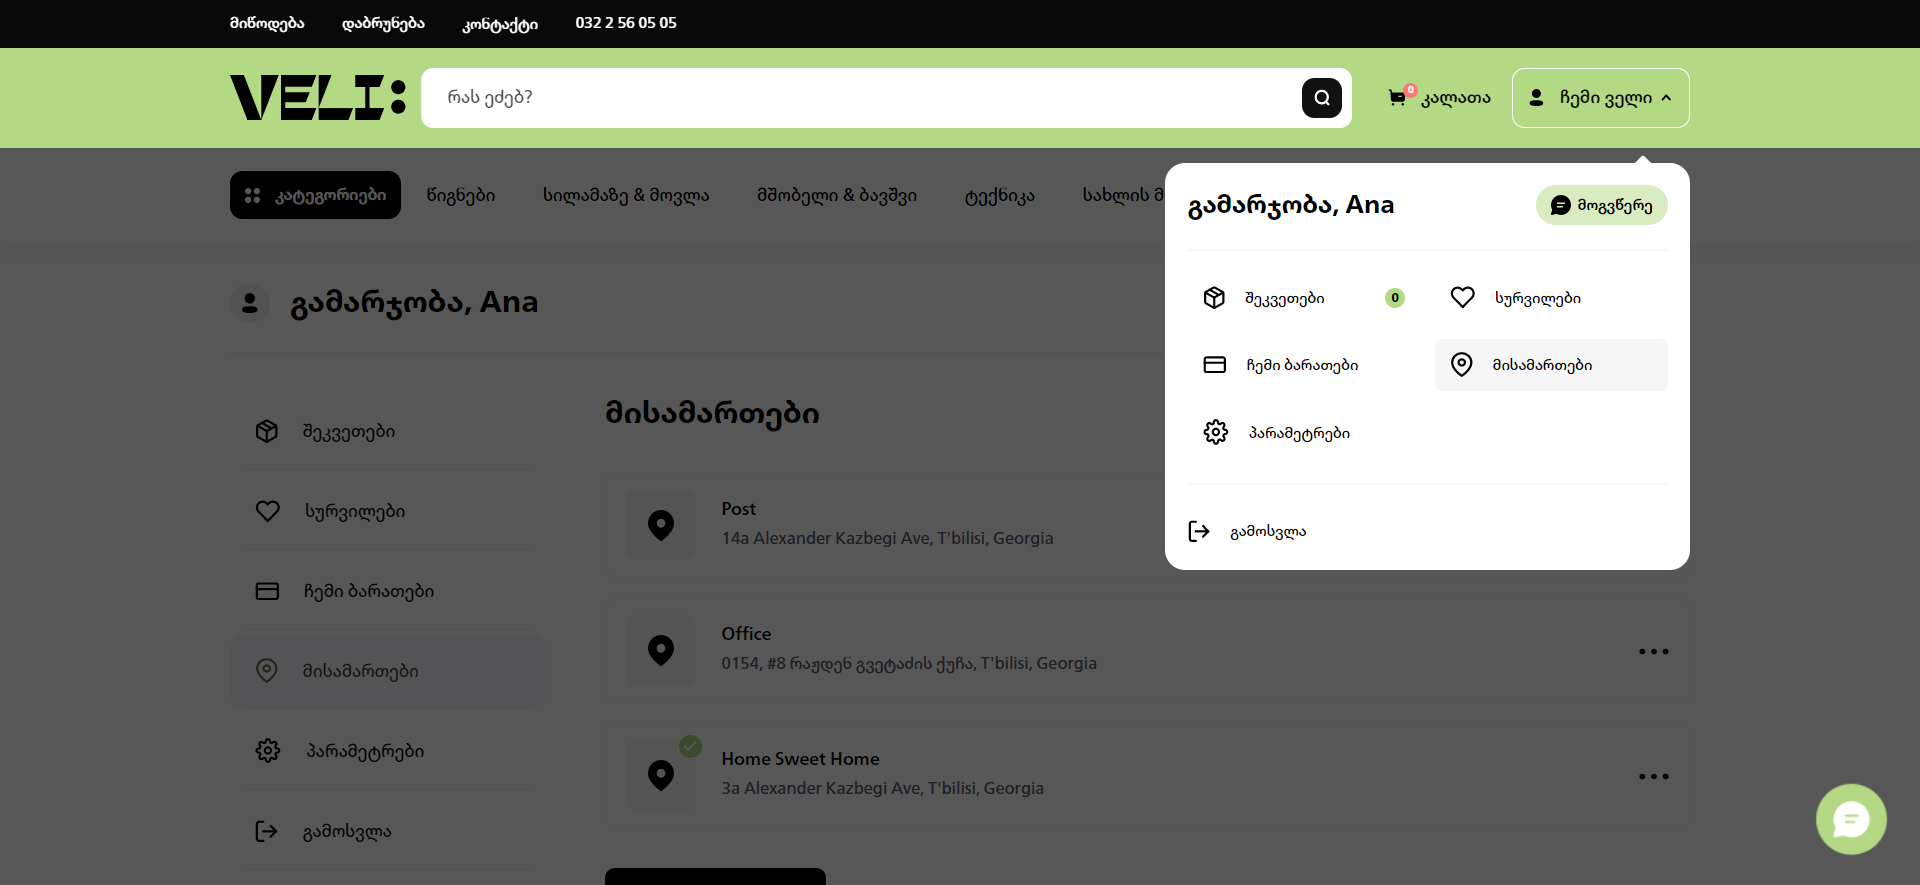 მიწოდება დაბრუნება კონტაქტი 032 2 56 05 05
VELI: რას ეძებ? 0 კალათა ჩემი ველი
კატეგორიები წიგნები სილამაზე & მოვლა მშობელი & ბავშვი ტექნიკა სახლის
გამარჯობა, Ana მოგვწერე
შეკვეთები 0 სურვილები
ჩემი ბარათები მისამართები
პარამეტრები
გამოსვლა
გამარჯობა, Ana
შეკვეთები
სურვილები
ჩემი ბარათები
მისამართები
პარამეტრები
გამოსვლა
მისამართები
Post
14a Alexander Kazbegi Ave, T'bilisi, Georgia
Office
0154, #8 რაჟდენ გვეტაძის ქუჩა, T'bilisi, Georgia
Home Sweet Home
3a Alexander Kazbegi Ave, T'bilisi, Georgia